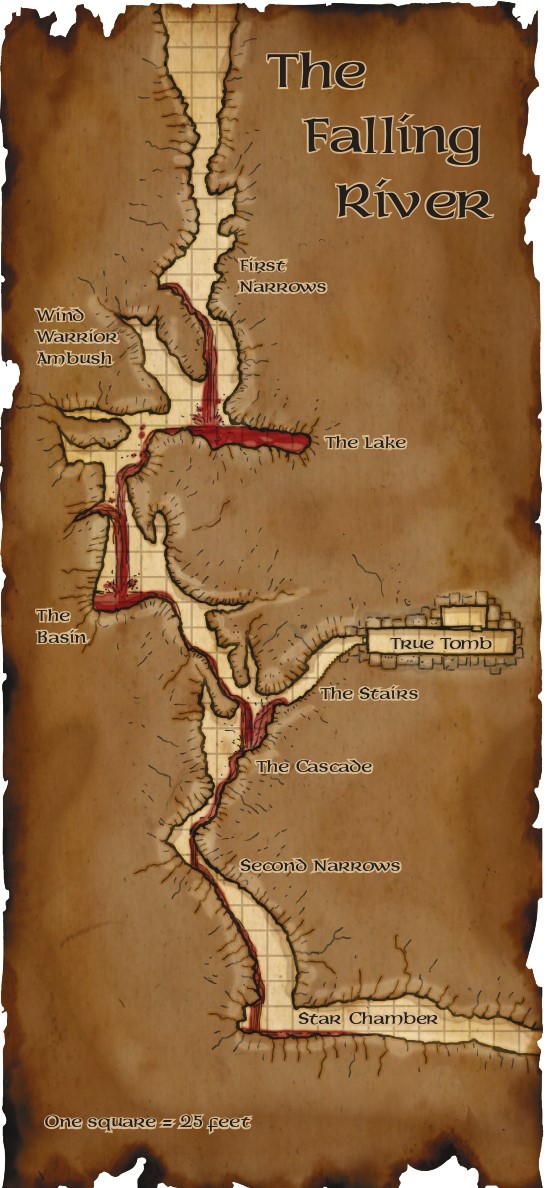 The
Falling
River
First
Narrows
Wind
Warrior
Ambush
The Lake
The
Basin
True Tomb
The Stairs
The Cascade
Second Narrows
Star Chamber
One square = 25 feet